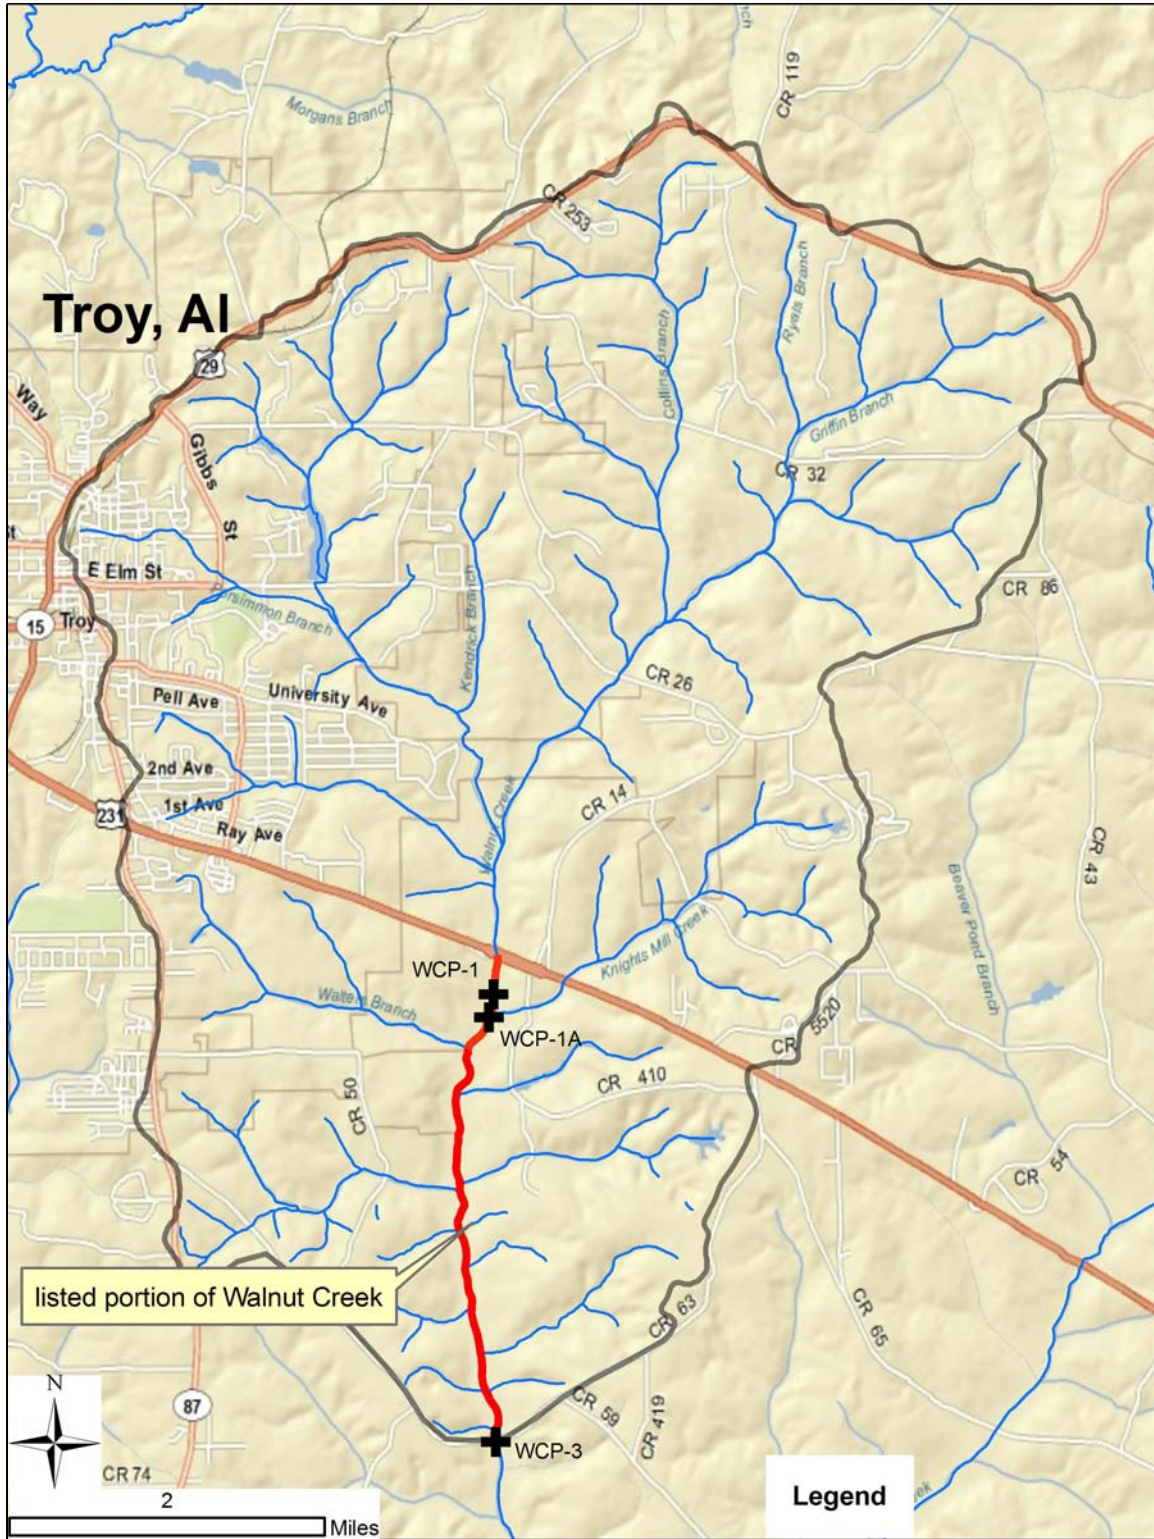 Morgans Branch
CR 119
CR 253
Troy, Al
29
Ryals Branch
Collins Branch
Way
Gibbs
St
Griffin Branch
CR 32
E Elm St
CR 86
Persimmon Branch
15
Troy
Kendrick Branch
CR 26
Pell Ave
University Ave
2nd Ave
Walnut Creek
CR 14
1st Ave
231
Ray Ave
CR 43
Beaver Pond Branch
Knights Mill Creek
WCP-1
Walters Branch
WCP-1A
CR 5520
CR 410
CR 50
CR 54
listed portion of Walnut Creek
CR 63
CR 65
N
87
CR 59
CR 419
WCP-3
CR 74
2
Legend
Miles